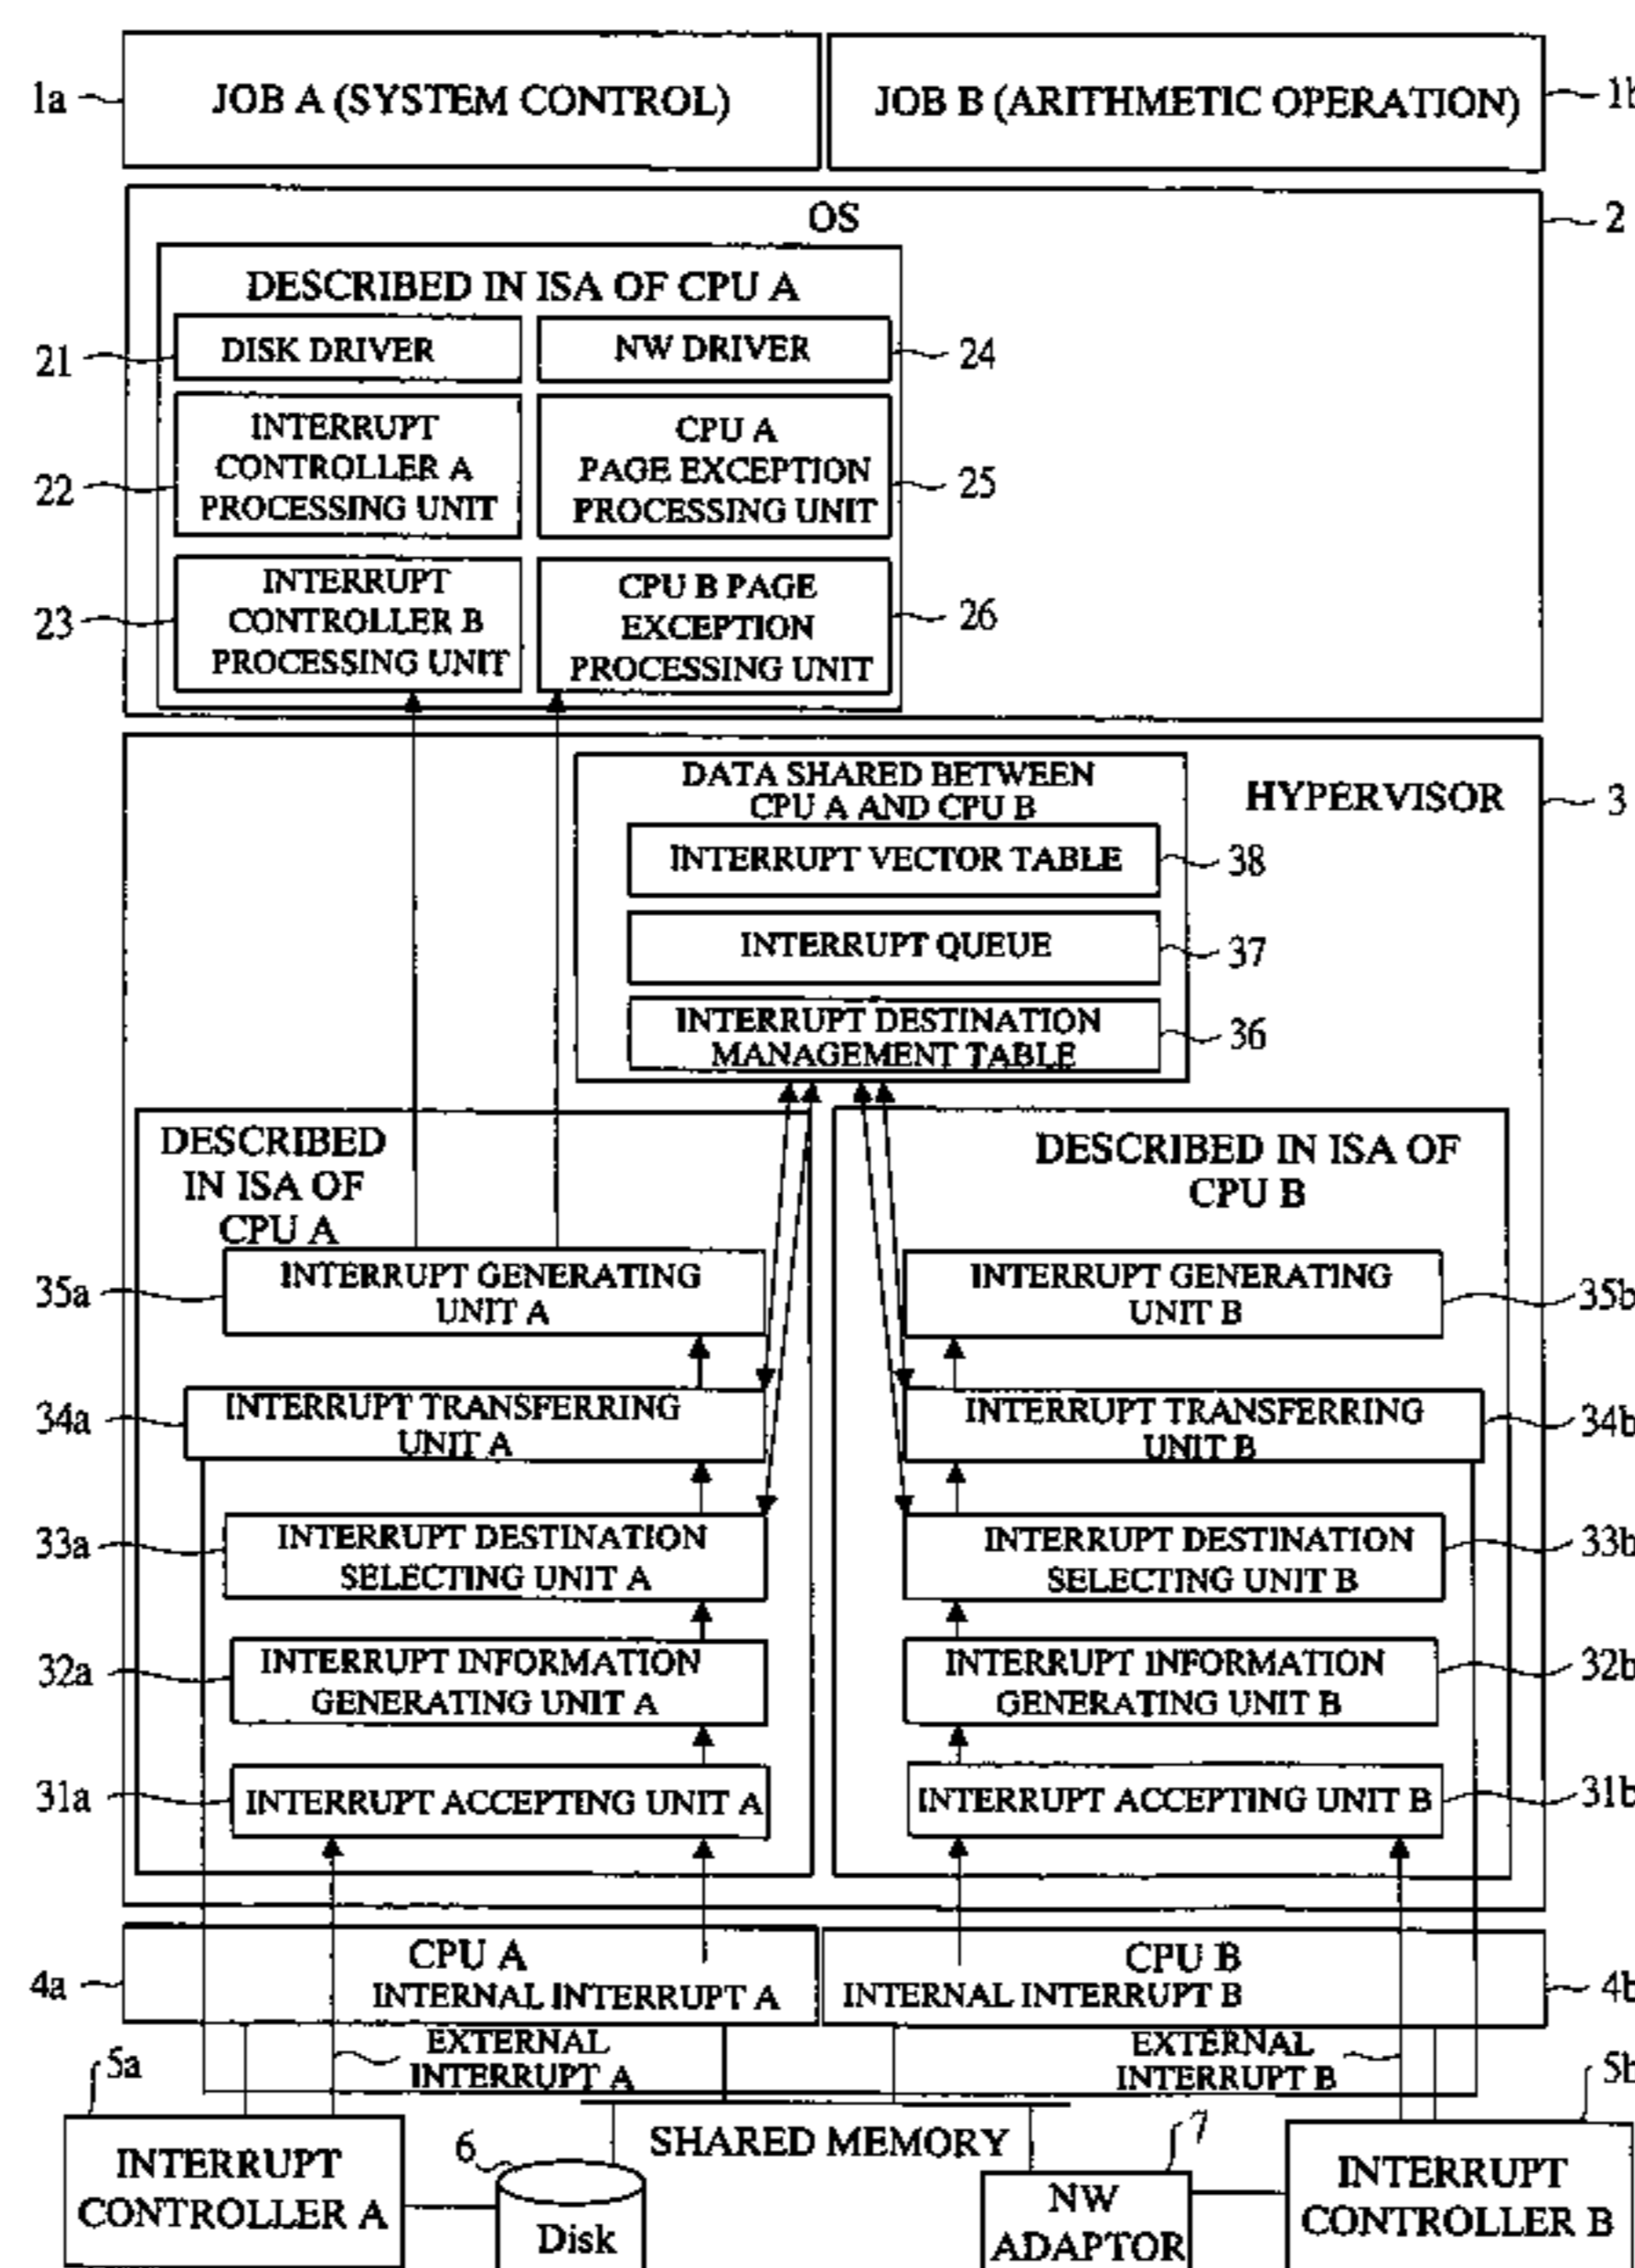 1a
JOB A (SYSTEM CONTROL)
JOB B (ARITHMETIC OPERATION)
1b
OS
2
DESCRIBED IN ISA OF CPU A
21
DISK DRIVER
NW DRIVER
24
22
INTERRUPT
CONTROLLER A
PROCESSING UNIT
CPU A
PAGE EXCEPTION
PROCESSING UNIT
25
23
INTERRUPT
CONTROLLER B
PROCESSING UNIT
CPU B PAGE
EXCEPTION
PROCESSING UNIT
26
HYPERVISOR
3
DATA SHARED BETWEEN
CPU A AND CPU B
INTERRUPT VECTOR TABLE
38
INTERRUPT QUEUE
37
INTERRUPT DESTINATION
MANAGEMENT TABLE
36
DESCRIBED
IN ISA OF
CPU A
DESCRIBED IN ISA OF
CPU B
35a
INTERRUPT GENERATING
UNIT A
INTERRUPT GENERATING
UNIT B
35b
34a
INTERRUPT TRANSFERRING
UNIT A
INTERRUPT TRANSFERRING
UNIT B
34b
33a
INTERRUPT DESTINATION
SELECTING UNIT A
INTERRUPT DESTINATION
SELECTING UNIT B
33b
32a
INTERRUPT INFORMATION
GENERATING UNIT A
INTERRUPT INFORMATION
GENERATING UNIT B
32b
31a
INTERRUPT ACCEPTING UNIT A
INTERRUPT ACCEPTING UNIT B
31b
4a
CPU A
INTERNAL INTERRUPT A
CPU B
INTERNAL INTERRUPT B
4b
EXTERNAL
INTERRUPT A
EXTERNAL
INTERRUPT B
5a
5b
INTERRUPT
CONTROLLER A
6
Disk
SHARED MEMORY
7
NW
ADAPTOR
INTERRUPT
CONTROLLER B